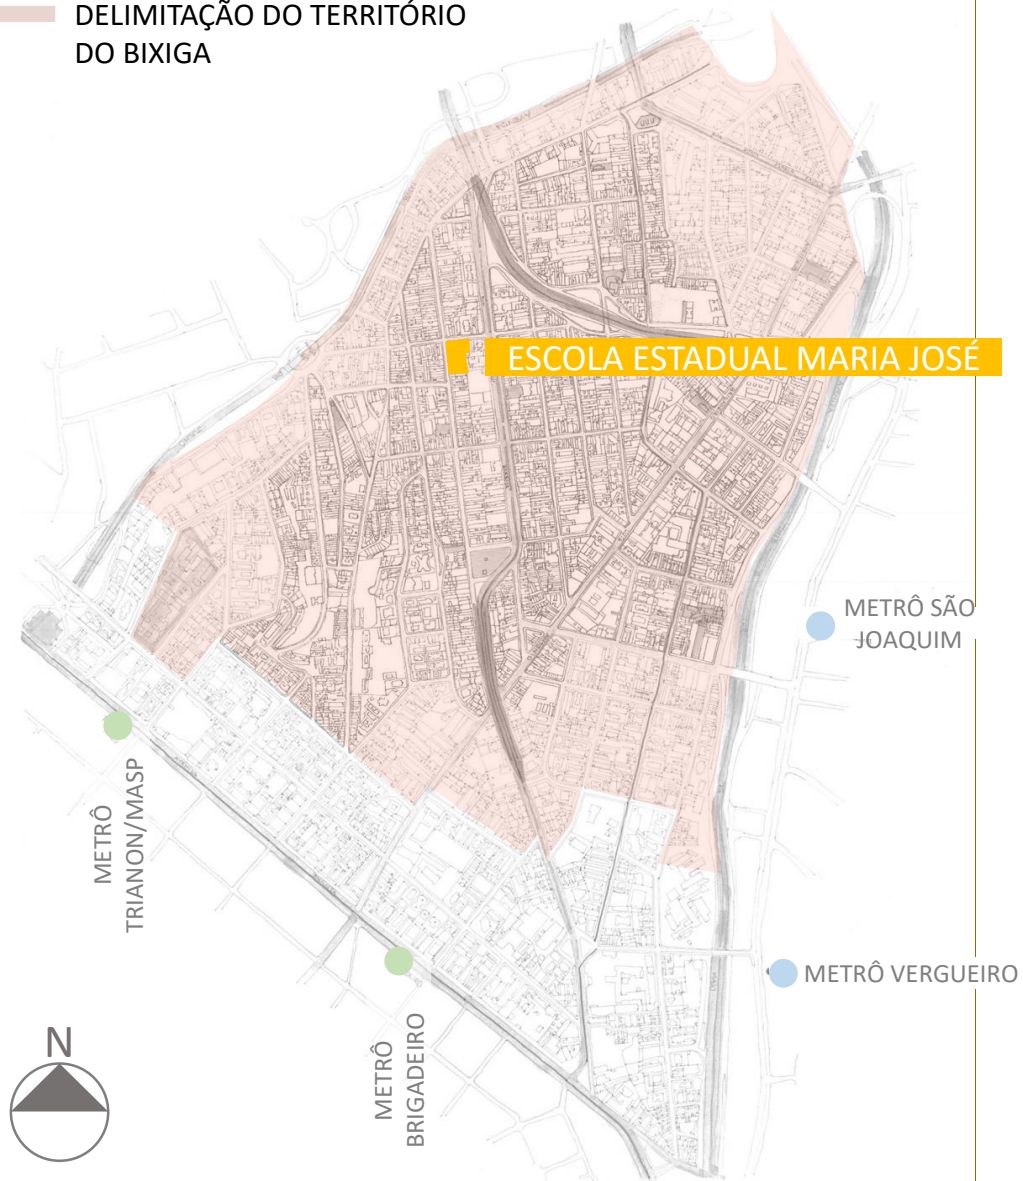 DELIMITAÇÃO DO TERRITÓRIO
DO BIXIGA
ESCOLA ESTADUAL MARIA JOSÉ
METRÔ SÃO
JOAQUIM
METRÔ
TRIANON/MASP
METRÔ VERGUEIRO
METRÔ
BRIGADEIRO
N